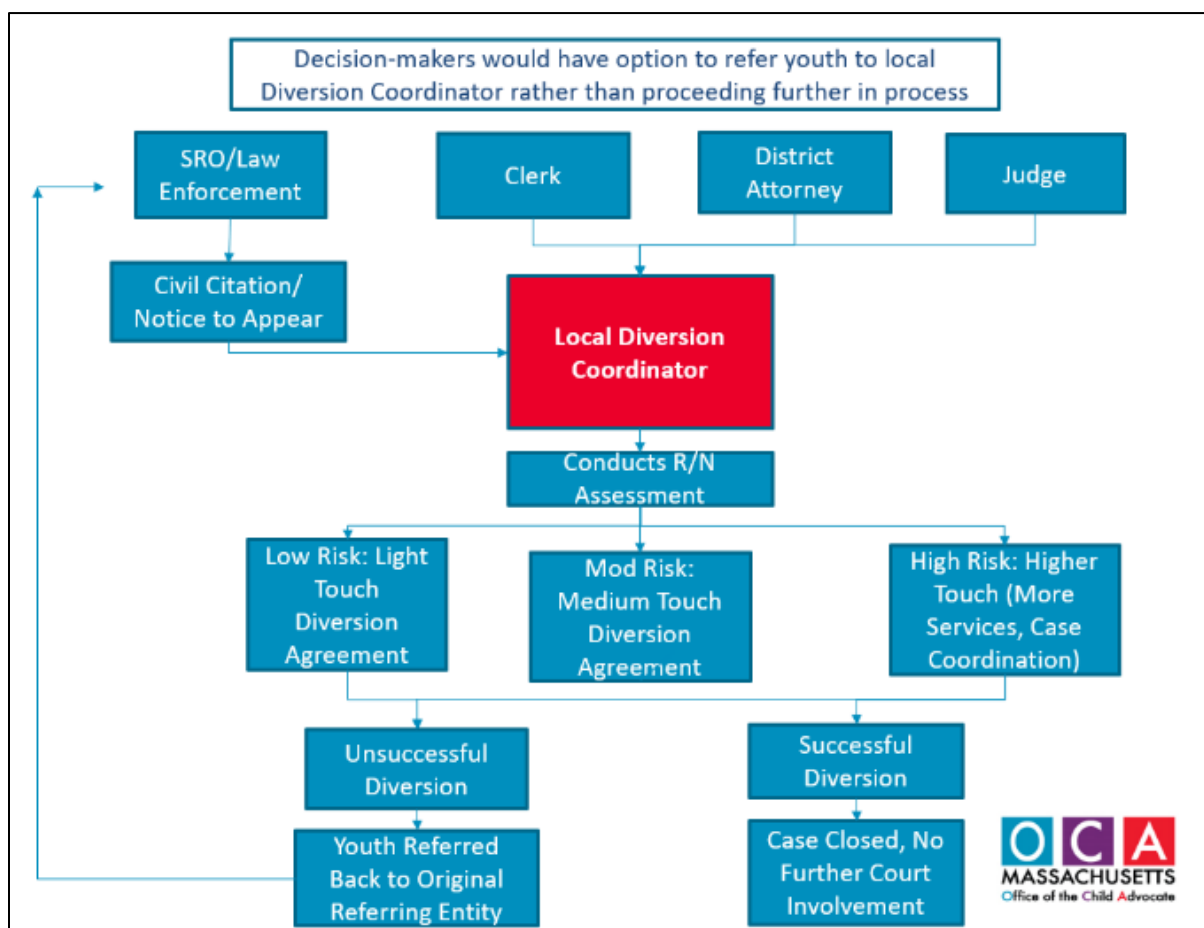 Decision-makers would have option to refer youth to local
Diversion Coordinator rather than proceeding further in process
SRO/Law
Enforcement
Clerk
District
Attorney
Judge
Civil Citation/
Notice to Appear
Local Diversion
Coordinator
Conducts R/N
Assessment
Low Risk: Light
Touch
Diversion
Agreement
Mod Risk:
Medium Touch
Diversion
Agreement
High Risk: Higher
Touch (More
Services, Case
Coordination)
Unsuccessful
Diversion
Successful
Diversion
Youth Referred
Back to Original
Referring Entity
Case Closed, No
Further Court
Involvement
OCA
MASSACHUSETTS
Office of the Child Advocate